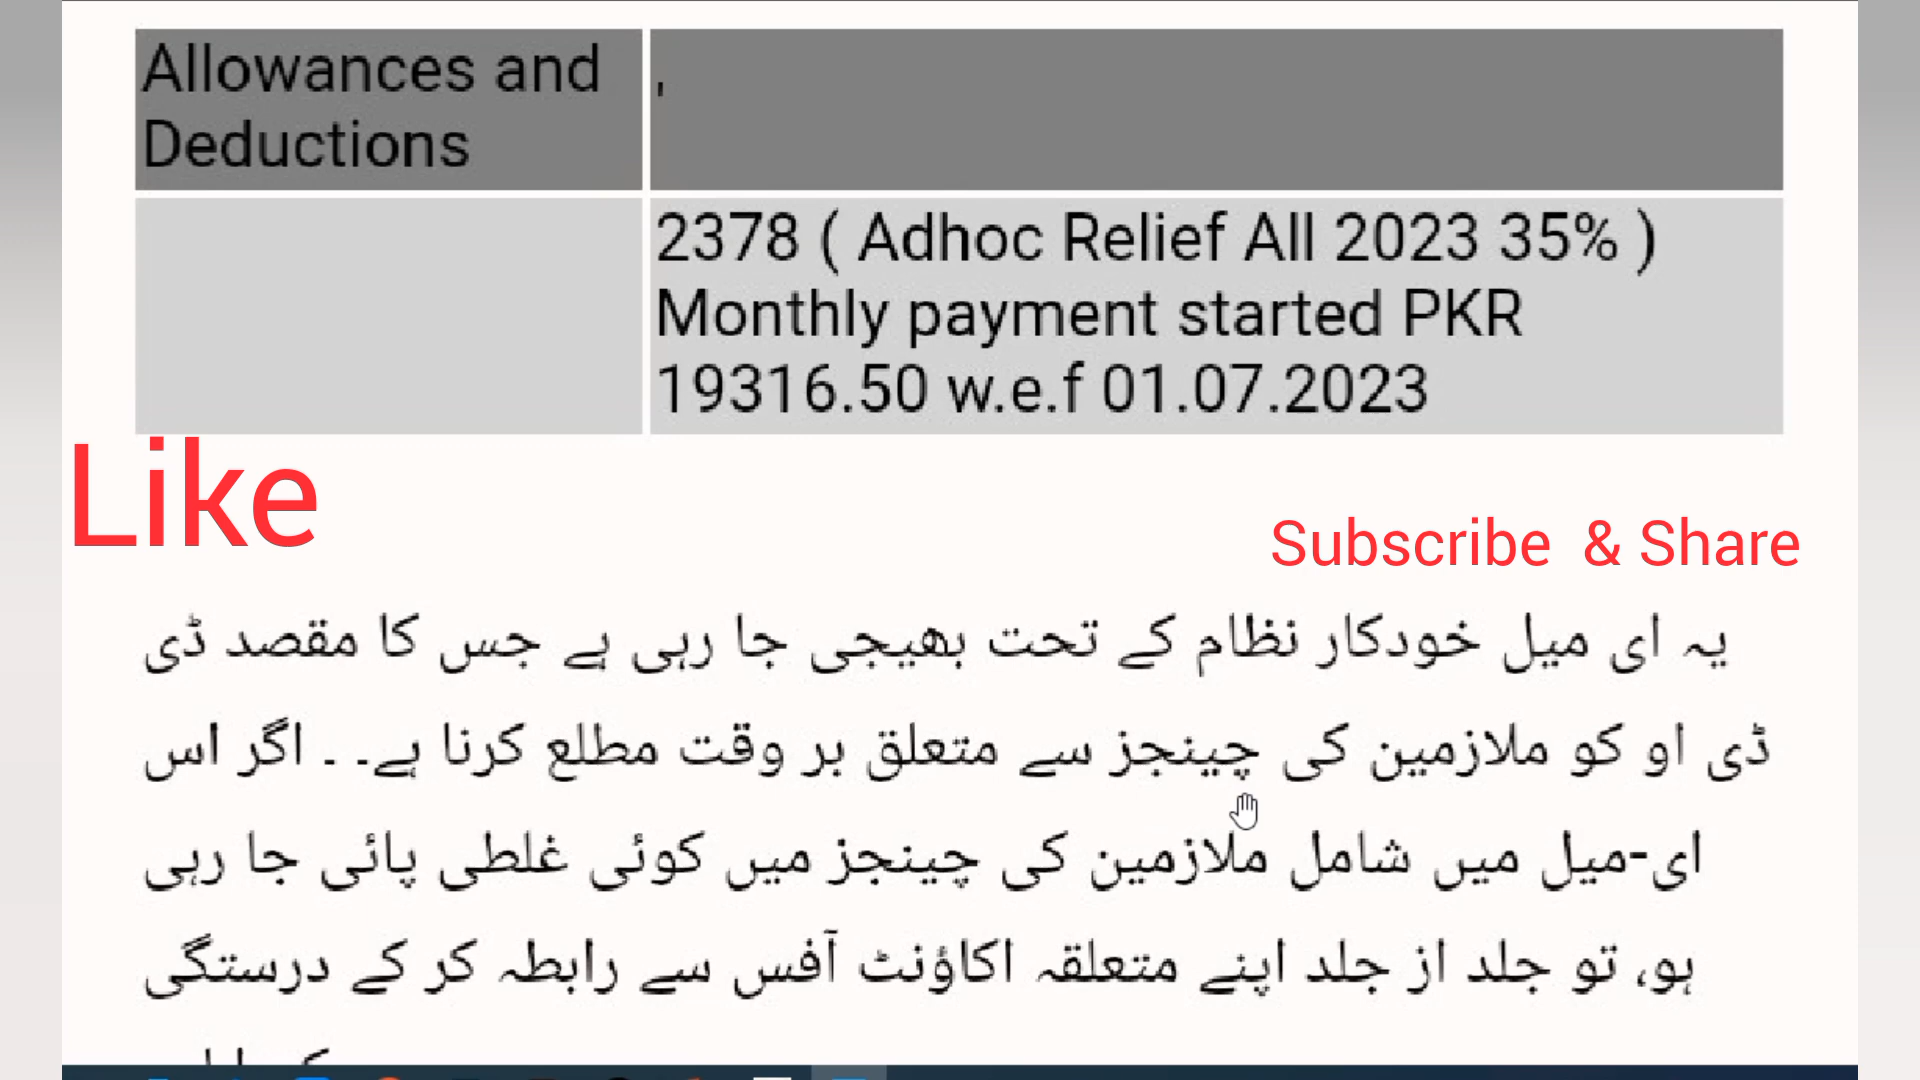 Allowances and
Deductions
,
2378 ( Adhoc Relief All 2023 35% )
Monthly payment started PKR
19316.50 w.e.f 01.07.2023
Like
Subscribe & Share
یہ ای میل خودکار نظام کے تحت بھیجی جا رہی ہے جس کا مقصد ڈی
ڈی او کو ملازمین کی چینجز سے متعلق بر وقت مطلع کرنا ہے۔ ۔ اگر اس
ای-میل میں شامل ملازمین کی چینجز میں کوئی غلطی پائی جا رہی
ہو، تو جلد از جلد اپنے متعلقہ اکاؤنٹ آفس سے رابطہ کر کے درستگی